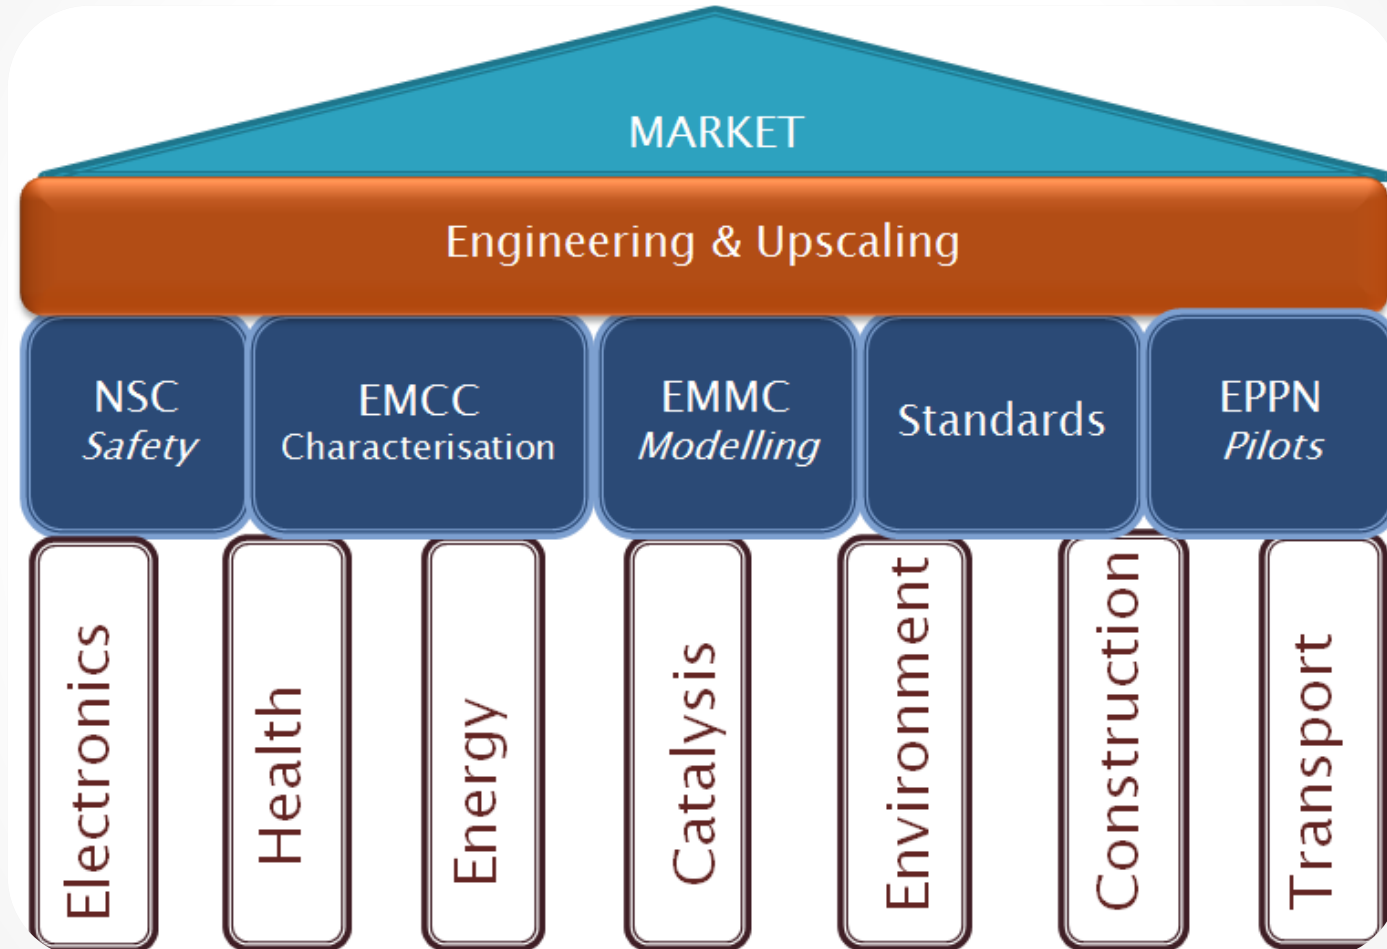 MARKET
Engineering & Upscaling
NSC
Safety
EMCC
Characterisation
EMMC
Modelling
Standards
EPPN
Pilots
Electronics
Health
Energy
Catalysis
Environment
Construction
Transport